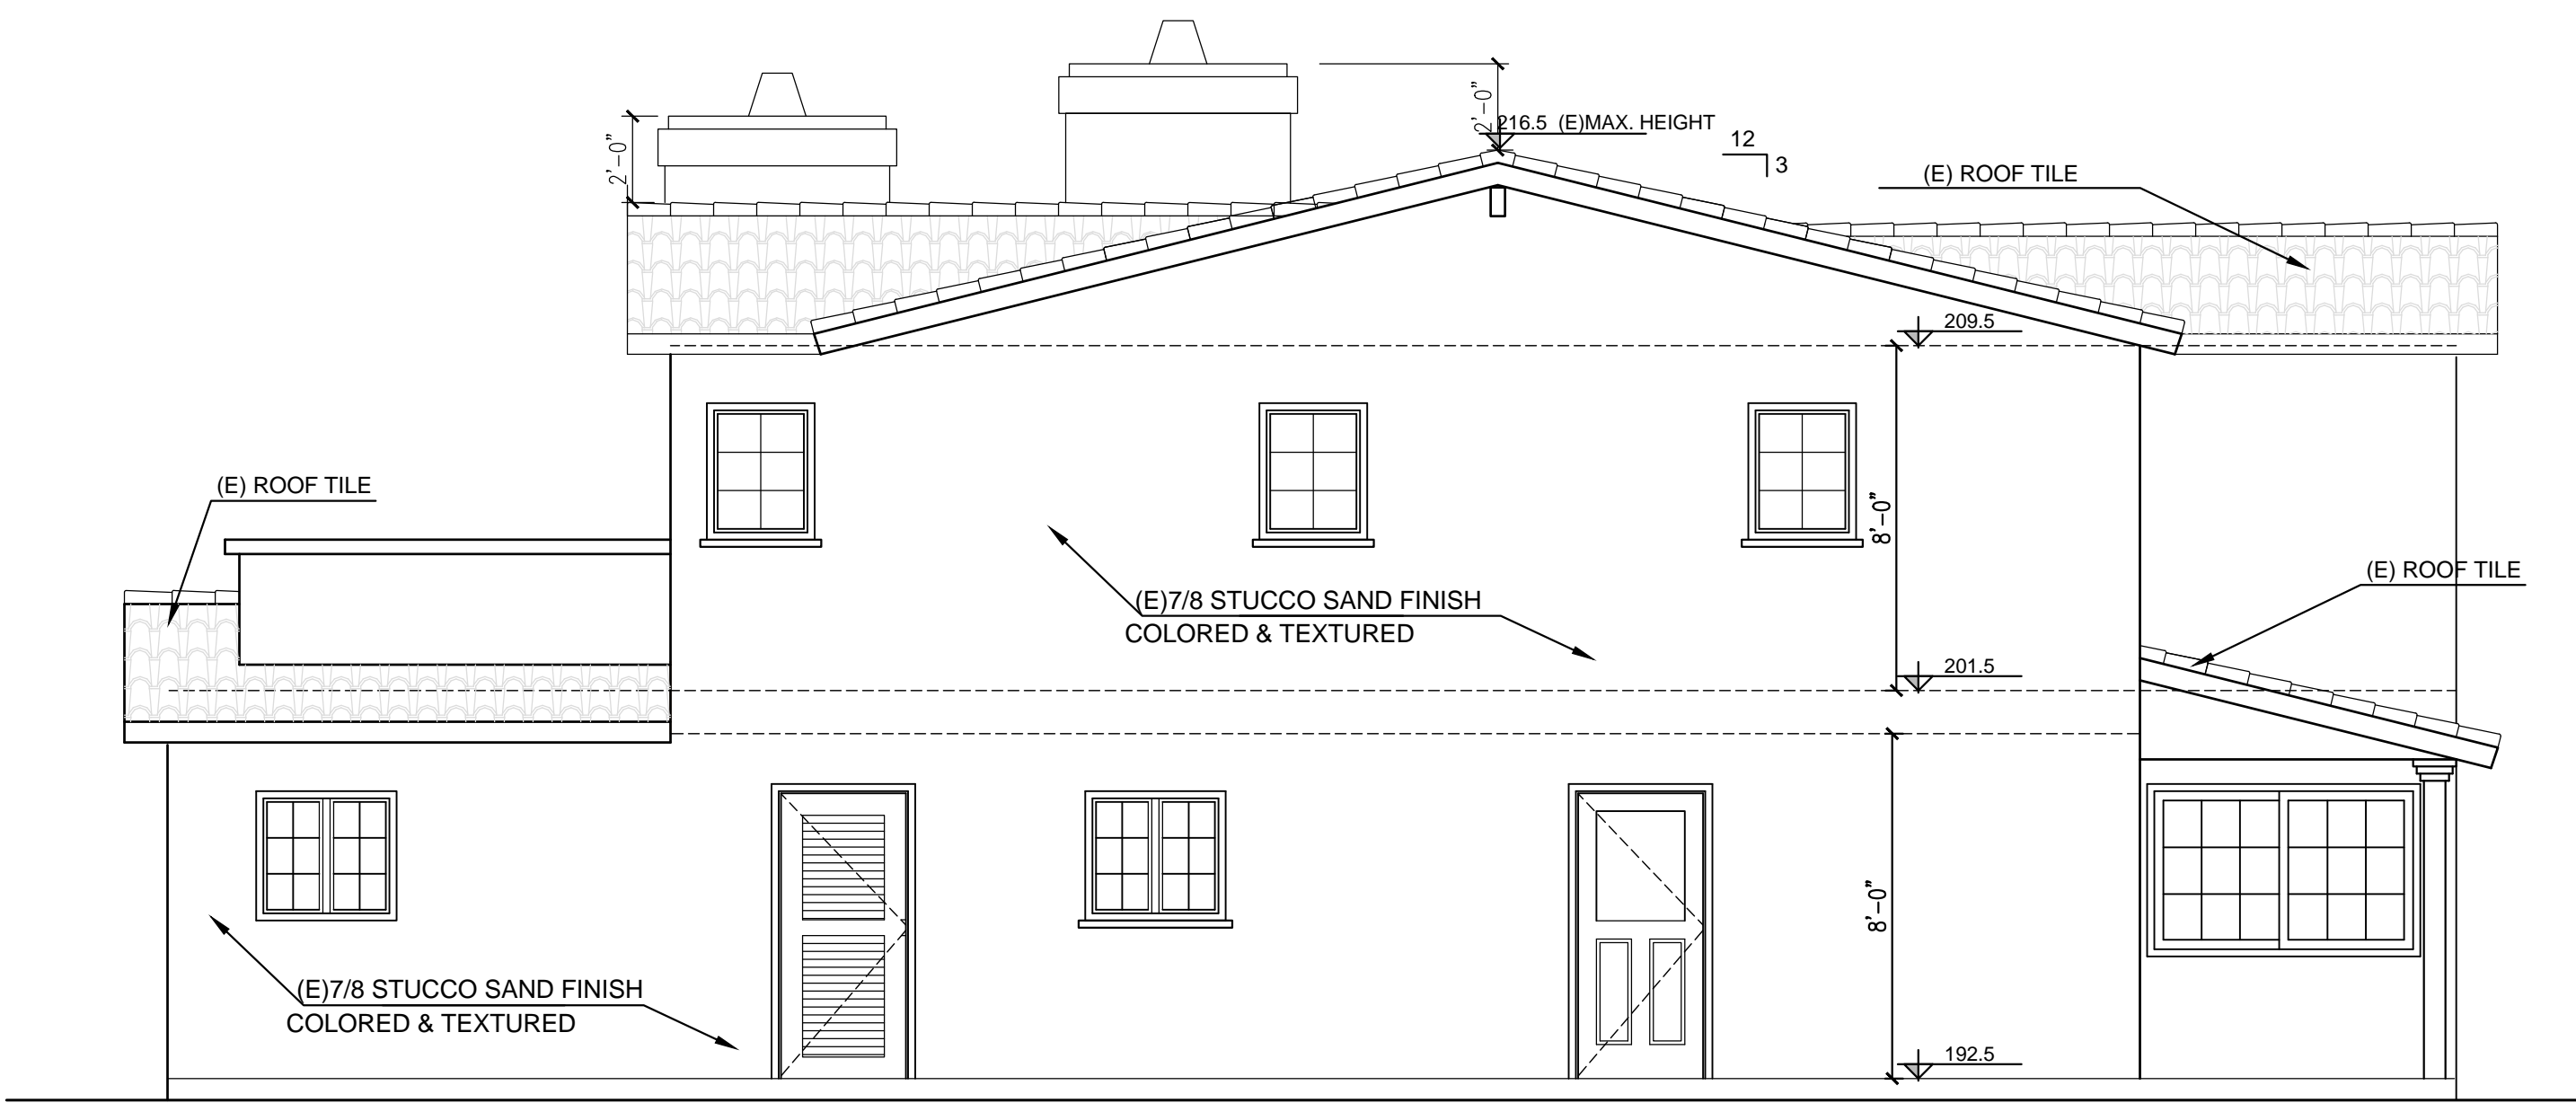 2'-0"
2'-0"
216.5 (E)MAX. HEIGHT
12
3
(E) ROOF TILE
209.5
(E) ROOF TILE
8'-0"
(E) ROOF TILE
(E)7/8 STUCCO SAND FINISH
COLORED & TEXTURED
201.5
8'-0"
(E)7/8 STUCCO SAND FINISH
COLORED & TEXTURED
192.5